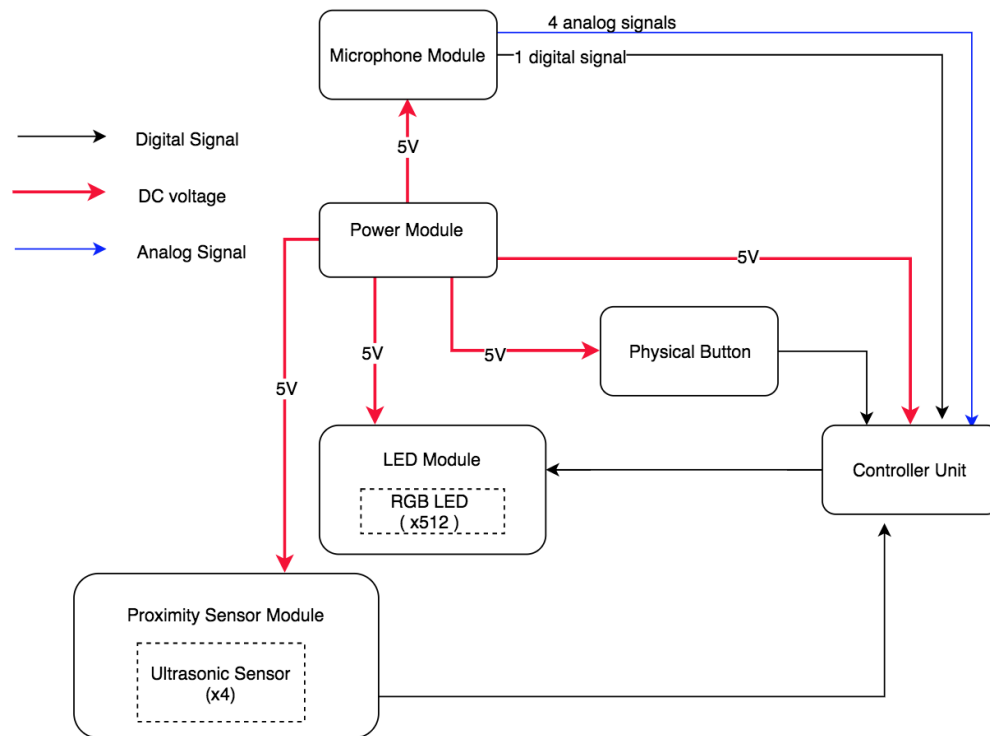 4 analog signals
Microphone Module
1 digital signal
Digital Signal
5V
DC voltage
Power Module
Analog Signal
5V
5V
5V
Physical Button
5V
LED Module
Controller Unit
RGB LED
( x512 )
Proximity Sensor Module
Ultrasonic Sensor
(x4)